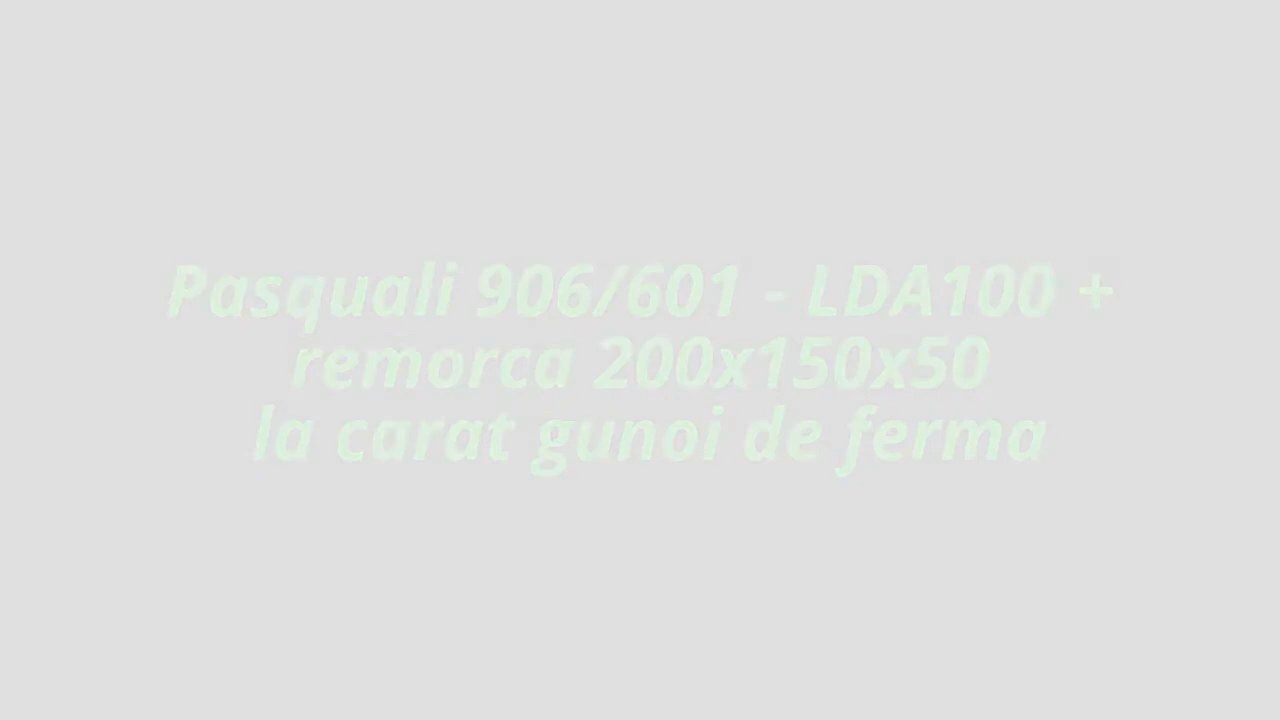 Pasquali 906/601 - LDA100 +
remorca 200x150x50
la carat gunoi de ferma